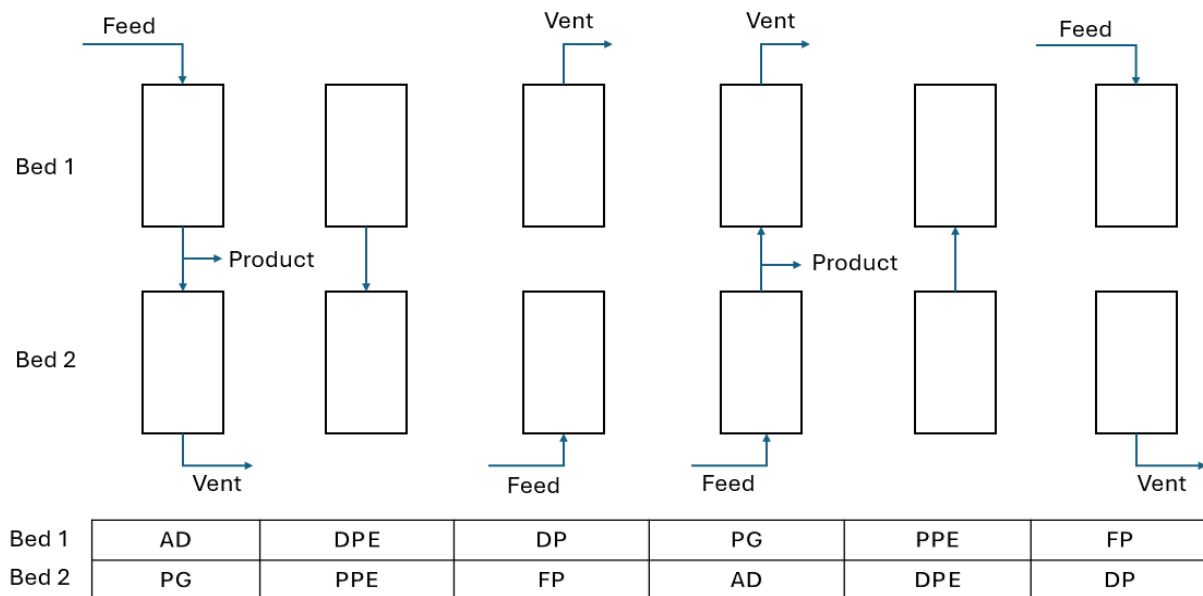 Feed
Vent
Vent
Feed
Bed 1
Product
Product
Bed 2
Vent
Feed
Feed
Vent
Bed 1 AD DPE DP PG PPE FP
Bed 2 PG PPE FP AD DPE DP